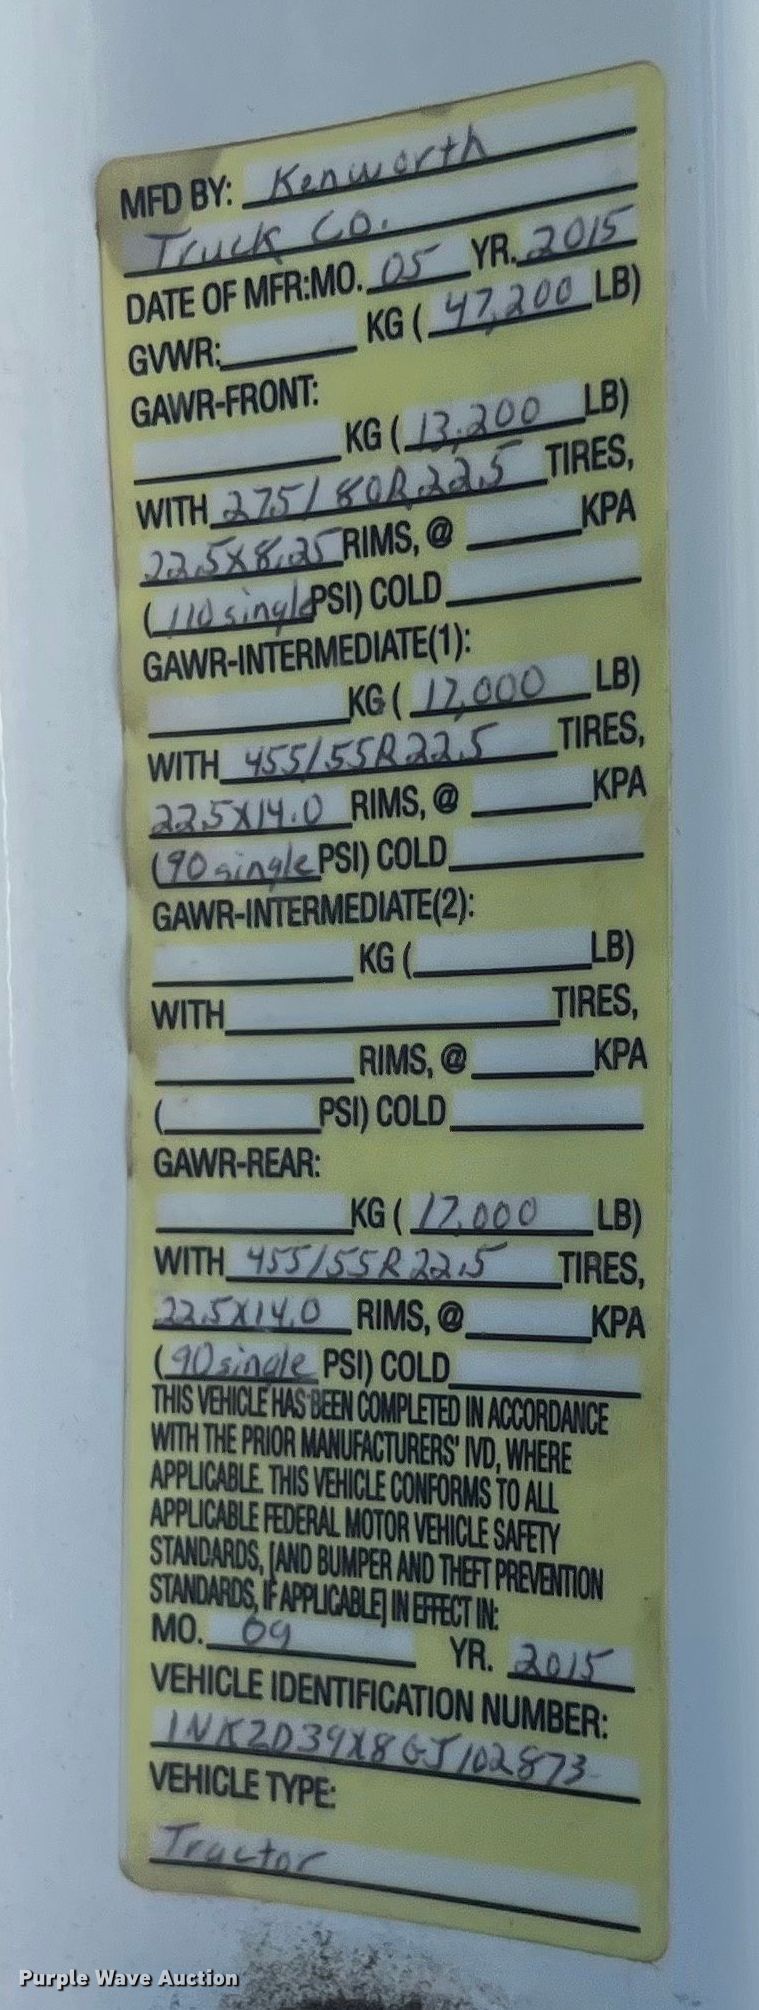 MFD BY: Kenworth
Truck Co.
DATE OF MFR:MO. 05 YR. 2015
GVWR: KG ( 47,200 LB)
GAWR-FRONT:
KG ( 13,200 LB)
WITH 275/80R22.5 TIRES,
22.5X8.25 RIMS, @ KPA
(110 single PSI) COLD
GAWR-INTERMEDIATE(1):
KG ( 17,000 LB)
WITH 455/55R22.5 TIRES,
22.5X14.0 RIMS, @ KPA
(90 single PSI) COLD
GAWR-INTERMEDIATE(2):
KG ( LB)
WITH TIRES,
RIMS, @ KPA
( PSI) COLD
GAWR-REAR:
KG ( 17,000 LB)
WITH 455/55R22.5 TIRES,
22.5X14.0 RIMS, @ KPA
(90 single PSI) COLD
THIS VEHICLE HAS BEEN COMPLETED IN ACCORDANCE
WITH THE PRIOR MANUFACTURERS' IVD, WHERE
APPLICABLE. THIS VEHICLE CONFORMS TO ALL
APPLICABLE FEDERAL MOTOR VEHICLE SAFETY
STANDARDS, [AND BUMPER AND THEFT PREVENTION
STANDARDS, IF APPLICABLE] IN EFFECT IN:
MO. 09 YR. 2015
VEHICLE IDENTIFICATION NUMBER:
1NKZD39X8GJ102873
VEHICLE TYPE:
Tractor
Purple Wave Auction